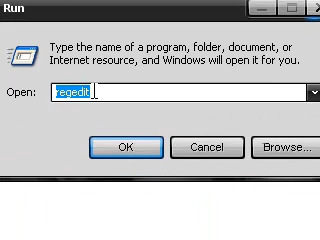 Run
Type the name of a program, folder, document, or
Internet resource, and Windows will open it for you.
Open: regedit
OK Cancel Browse...